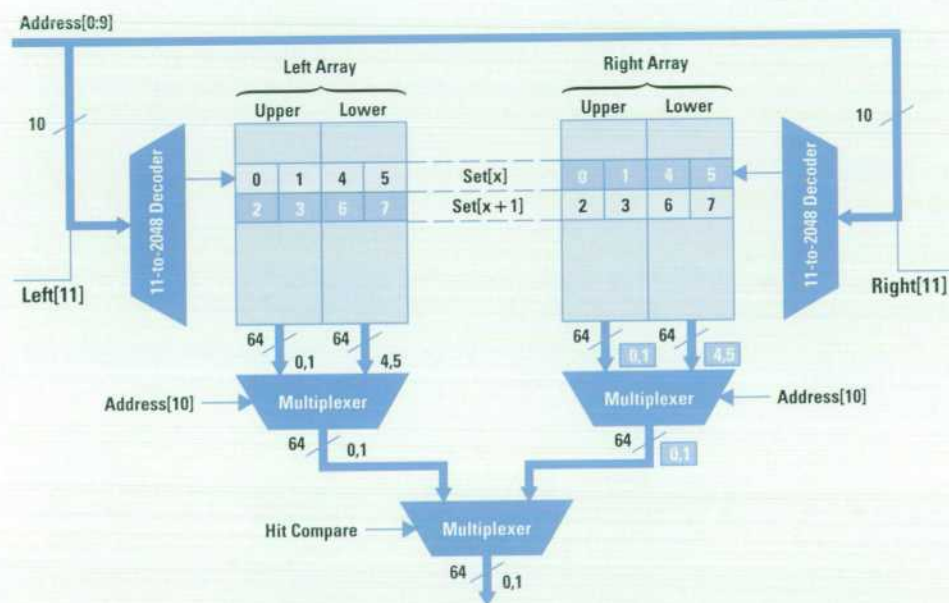 Address[0:9]
Left Array
Right Array
Upper Lower
Upper Lower
10
10
11-to-2048 Decoder
11-to-2048 Decoder
0 1 4 5
Set[x]
0 1 4 5
2 3 6 7
Set[x+1]
2 3 6 7
Left[11]
Right[11]
64 0,1
64 4,5
64 0,1
64 4,5
Address[10]
Multiplexer
Multiplexer
Address[10]
64 0,1
64 0,1
Hit Compare
Multiplexer
64 0,1